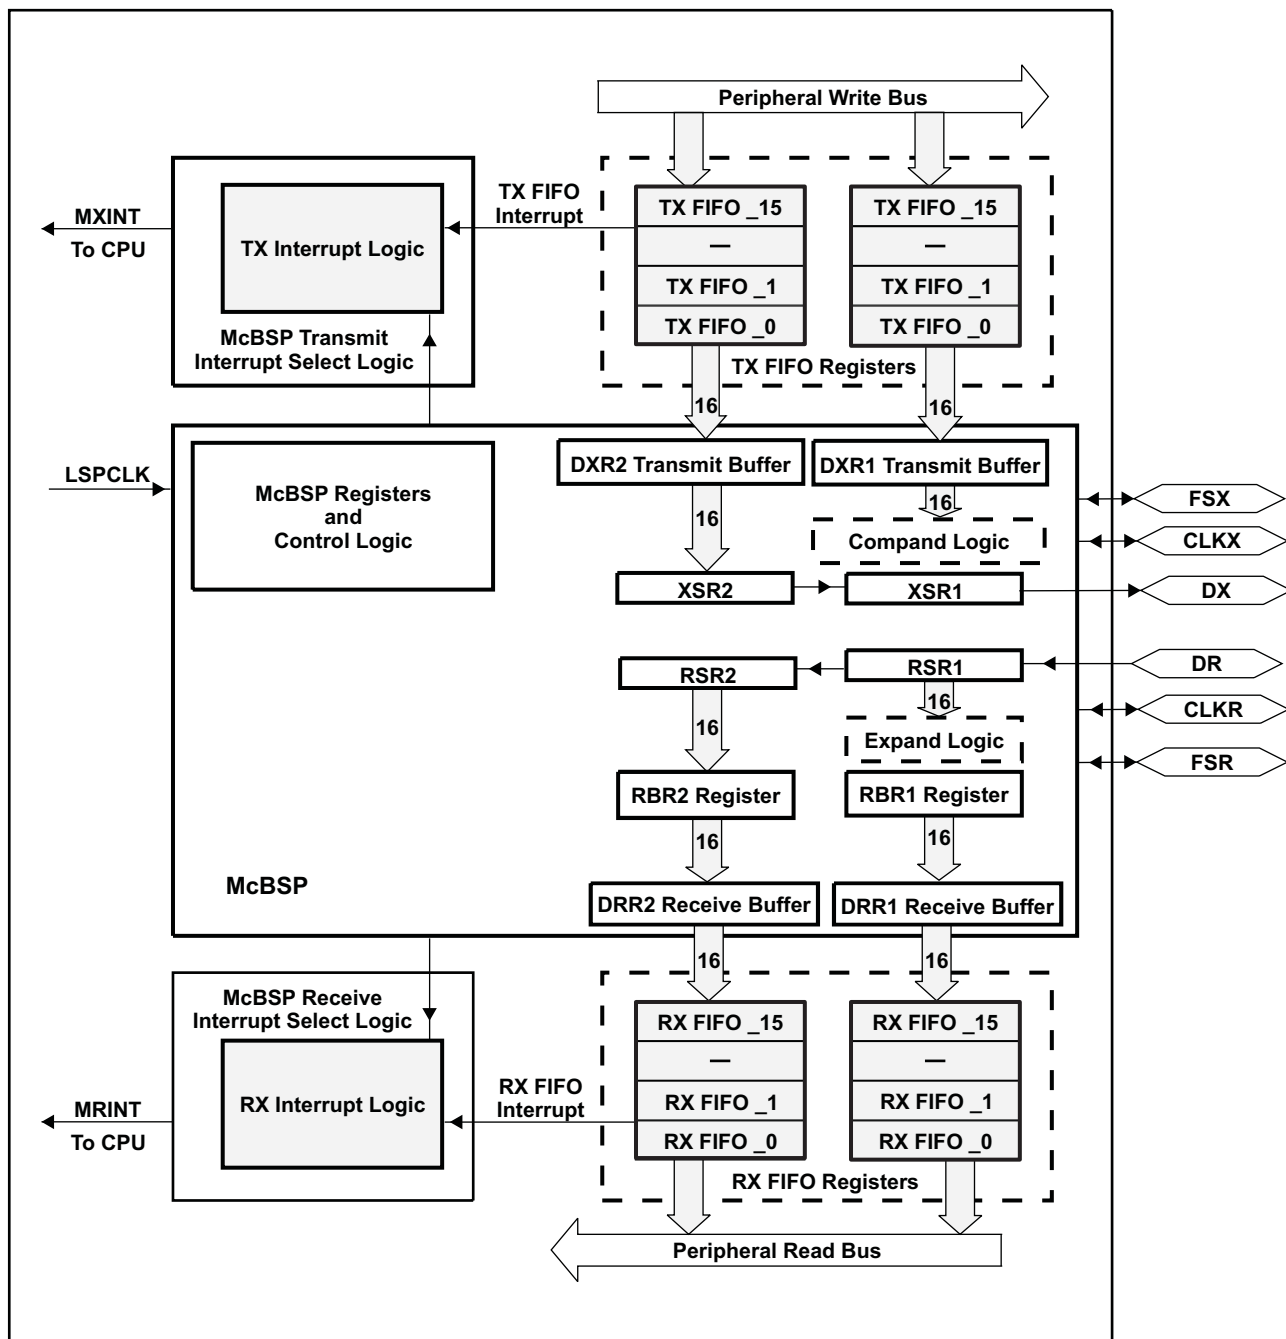 Peripheral Write Bus
MXINT
To CPU
TX Interrupt Logic
McBSP Transmit
Interrupt Select Logic
TX FIFO
Interrupt
TX FIFO _15
—
TX FIFO _1
TX FIFO _0
TX FIFO _15
—
TX FIFO _1
TX FIFO _0
TX FIFO Registers
16
16
LSPCLK
McBSP Registers
and
Control Logic
DXR2 Transmit Buffer
DXR1 Transmit Buffer
16
16
Compand Logic
XSR2
XSR1
FSX
CLKX
DX
RSR2
RSR1
DR
CLKR
FSR
16
16
Expand Logic
RBR2 Register
RBR1 Register
16
16
McBSP
DRR2 Receive Buffer
DRR1 Receive Buffer
16
16
McBSP Receive
Interrupt Select Logic
RX Interrupt Logic
MRINT
To CPU
RX FIFO
Interrupt
RX FIFO _15
—
RX FIFO _1
RX FIFO _0
RX FIFO _15
—
RX FIFO _1
RX FIFO _0
RX FIFO Registers
Peripheral Read Bus